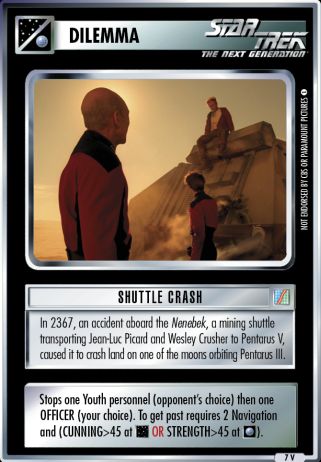 DILEMMA
STAR TREK
THE NEXT GENERATION®
NOT ENDORSED BY CBS OR PARAMOUNT PICTURES
SHUTTLE CRASH
In 2367, an accident aboard the Nenebek, a mining shuttle
transporting Jean-Luc Picard and Wesley Crusher to Pentarus V,
caused it to crash land on one of the moons orbiting Pentarus III.
Stops one Youth personnel (opponent's choice) then one
OFFICER (your choice). To get past requires 2 Navigation
and (CUNNING>45 at OR STRENGTH>45 at ).
7 V